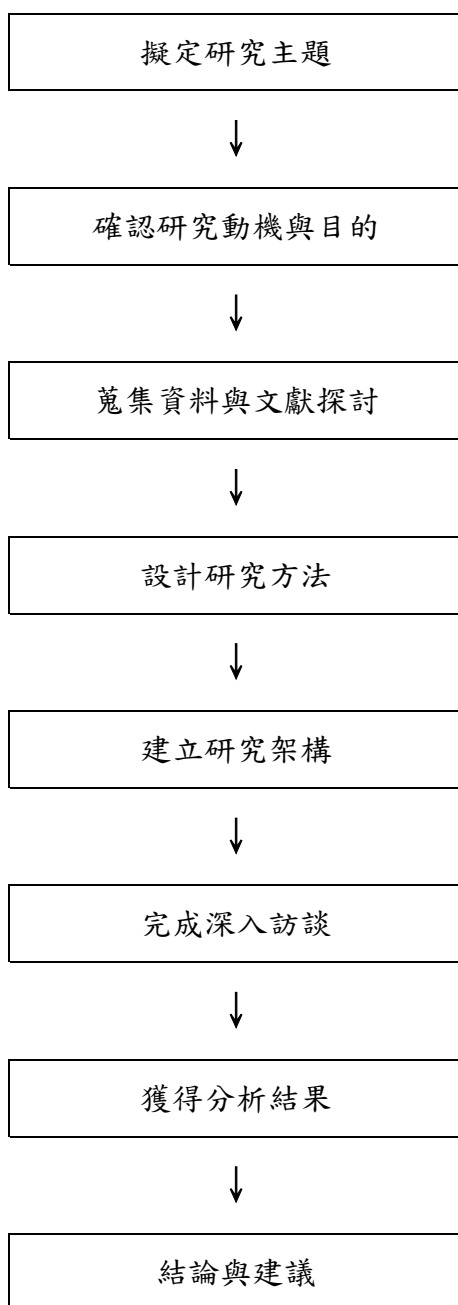 擬定研究主題
↓
確認研究動機與目的
↓
蒐集資料與文獻探討
↓
設計研究方法
↓
建立研究架構
↓
完成深入訪談
↓
獲得分析結果
↓
結論與建議